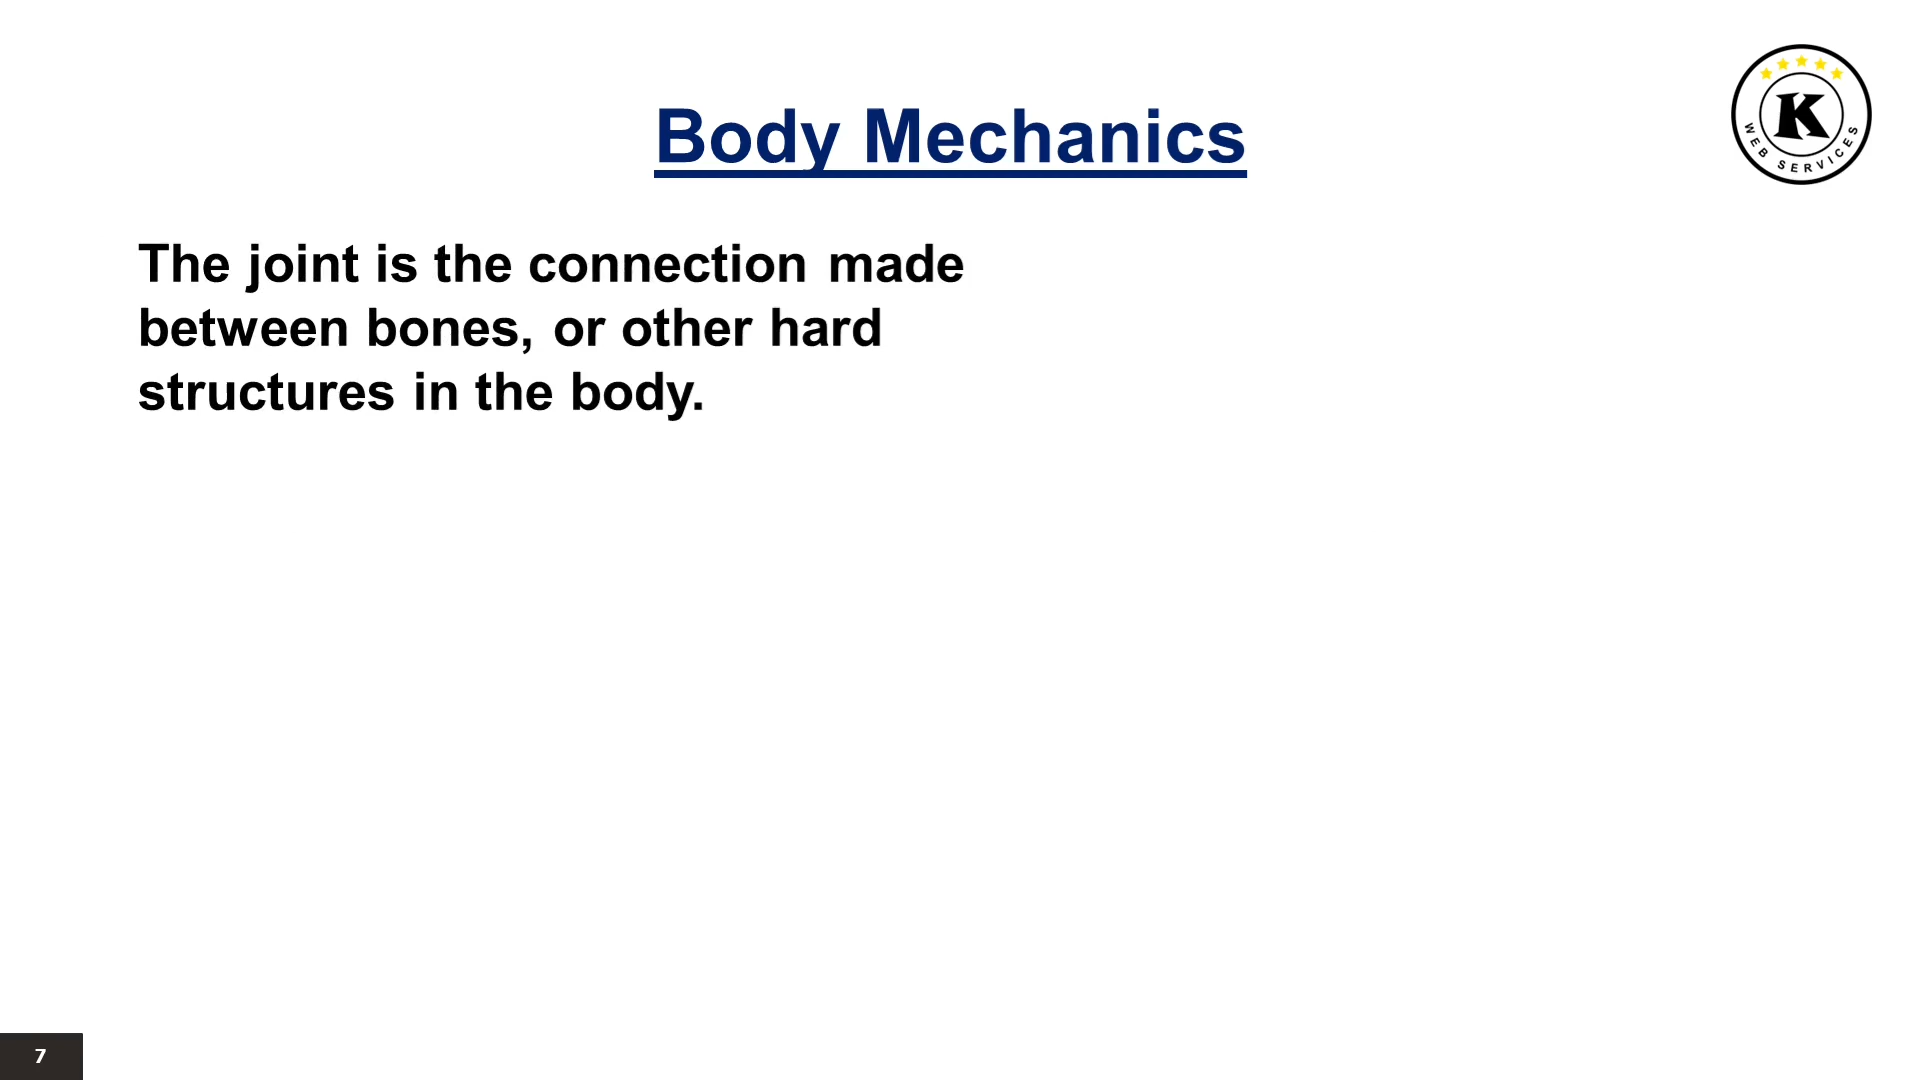 Body Mechanics
K
WEB SERVICES
The joint is the connection made
between bones, or other hard
structures in the body.
7